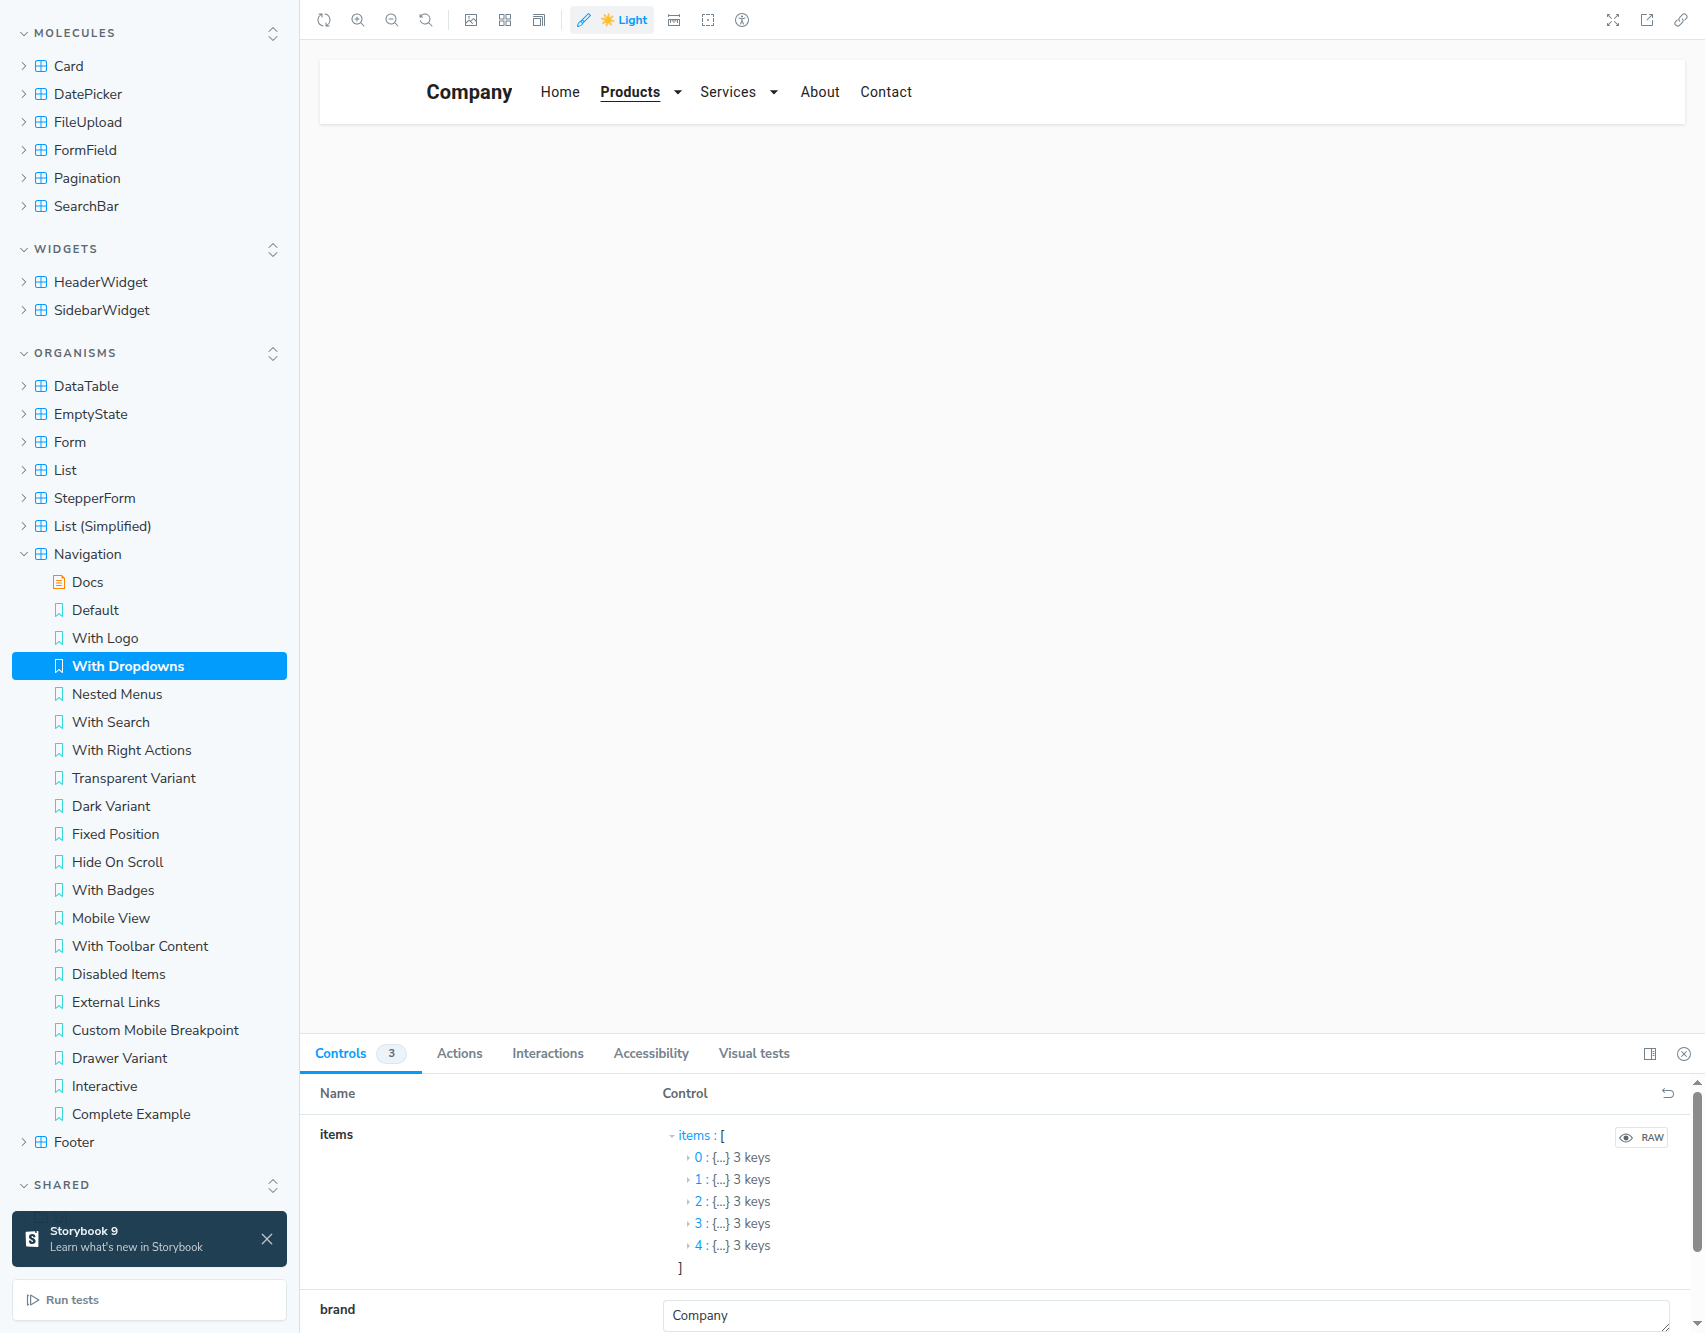 MOLECULES
Card
DatePicker
FileUpload
FormField
Pagination
SearchBar
WIDGETS
HeaderWidget
SidebarWidget
ORGANISMS
DataTable
EmptyState
Form
List
StepperForm
List (Simplified)
Navigation
Docs
Default
With Logo
With Dropdowns
Nested Menus
With Search
With Right Actions
Transparent Variant
Dark Variant
Fixed Position
Hide On Scroll
With Badges
Mobile View
With Toolbar Content
Disabled Items
External Links
Custom Mobile Breakpoint
Drawer Variant
Interactive
Complete Example
Footer
SHARED
Storybook 9
Learn what's new in Storybook
Run tests
Light
Company Home Products Services About Contact
Controls 3 Actions Interactions Accessibility Visual tests
Name Control
items items : [ RAW
0 : {...} 3 keys
1 : {...} 3 keys
2 : {...} 3 keys
3 : {...} 3 keys
4 : {...} 3 keys
]
brand Company